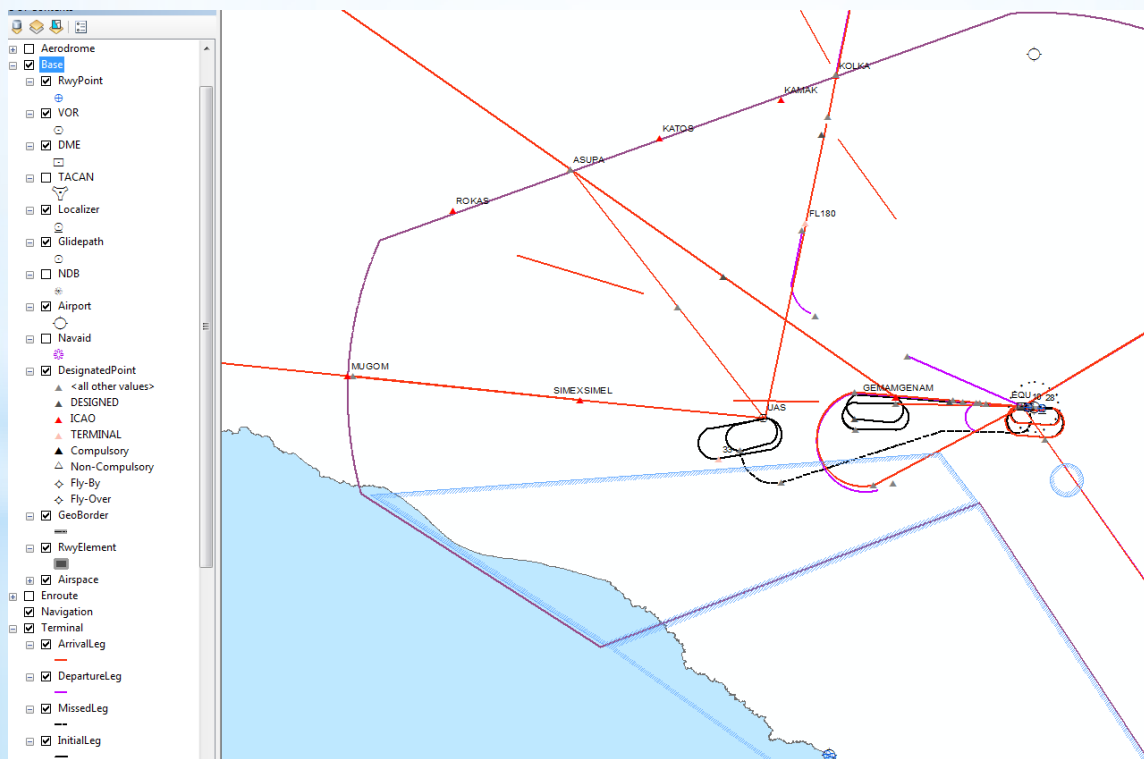 Aerodrome
Base
RwyPoint
VOR
DME
TACAN
Localizer
Glidepath
NDB
Airport
Navaid
DesignatedPoint
<all other values>
DESIGNED
ICAO
TERMINAL
Compulsory
Non-Compulsory
Fly-By
Fly-Over
GeoBorder
RwyElement
Airspace
Enroute
Navigation
Terminal
ArrivalLeg
DepartureLeg
MissedLeg
InitialLeg
KOLKA
KAMAK
KATOS
ASUPA
ROKAS
FL180
MUGOM
SIMEXSIMEL
GEMAMGENAM
UAS
28